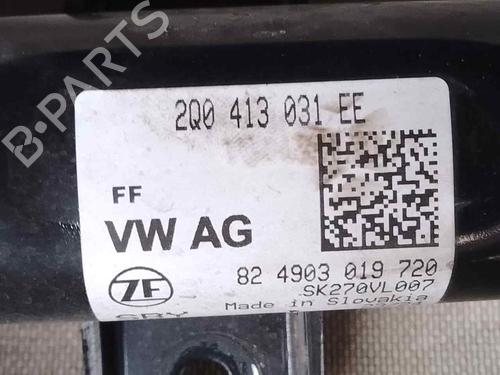 2Q0 413 031 EE
FF
VW AG
ZF
82 4903 019 720
SK270VL007
Made in Slovakia
B-PARTS